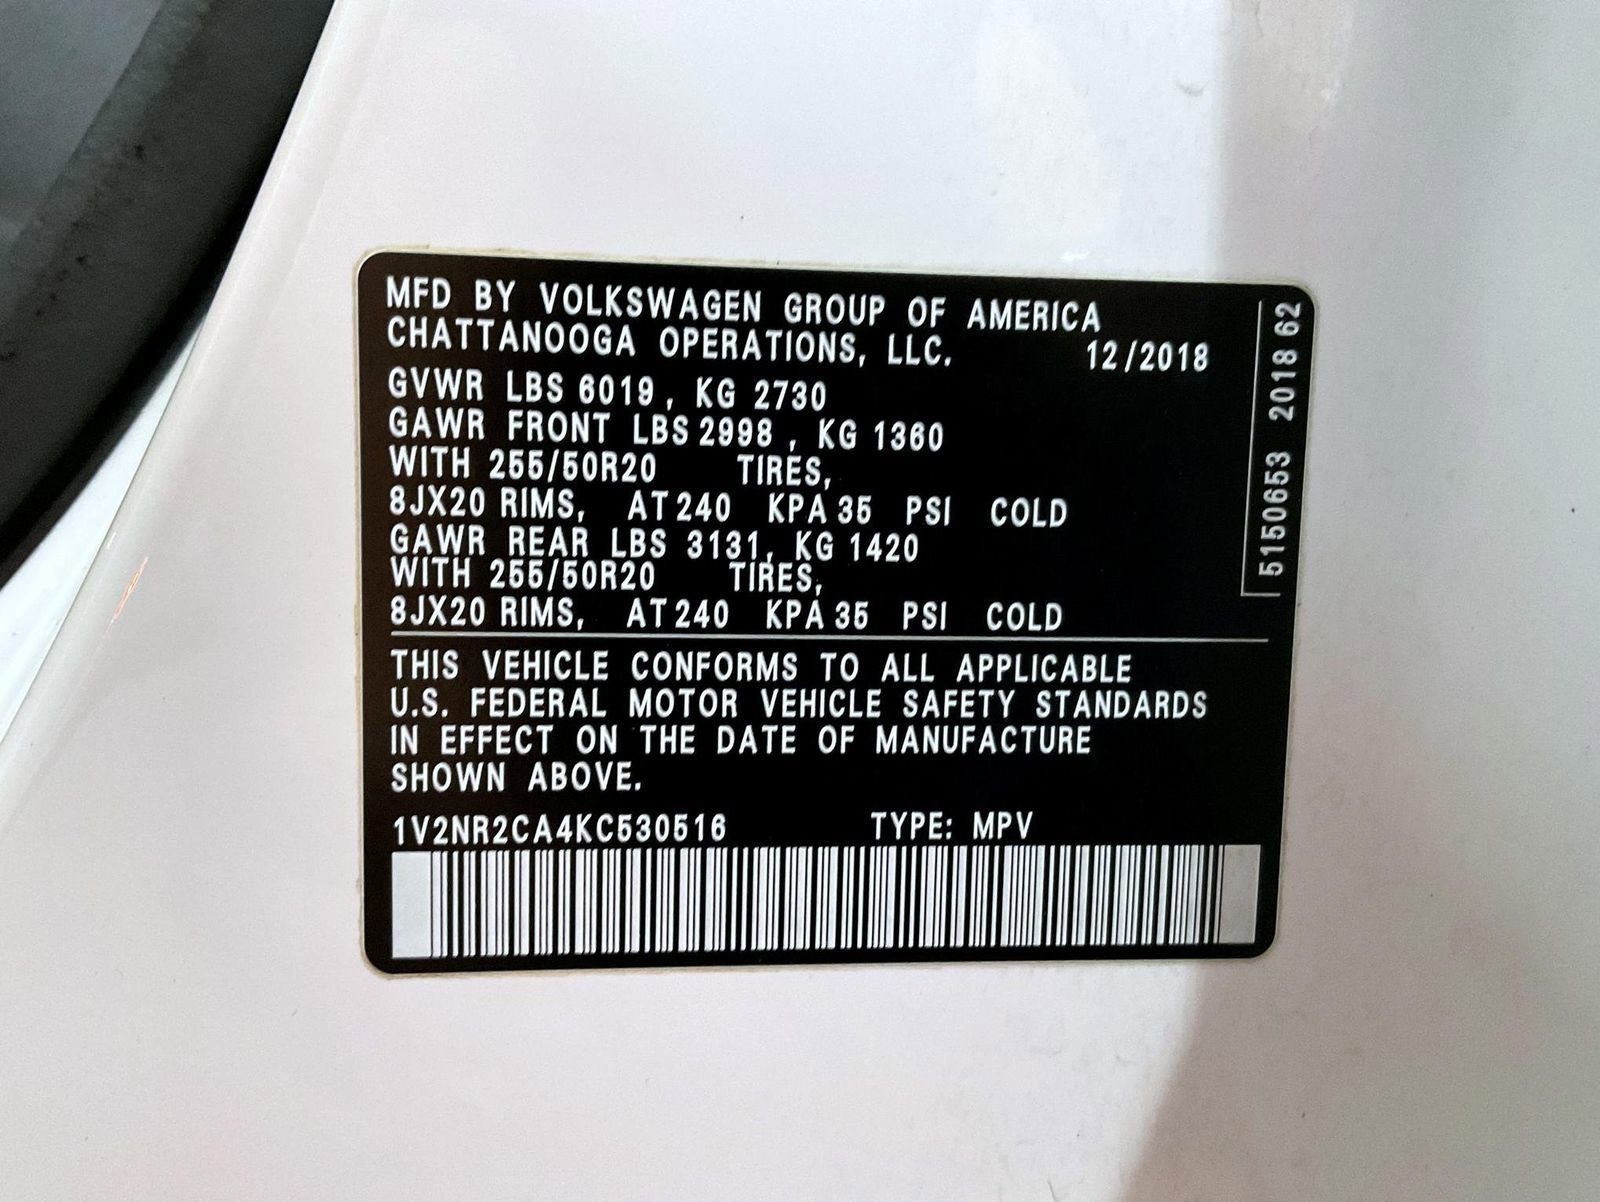 MFD BY VOLKSWAGEN GROUP OF AMERICA
CHATTANOOGA OPERATIONS, LLC. 12/2018
GVWR LBS 6019, KG 2730
GAWR FRONT LBS 2998, KG 1360
WITH 255/50R20 TIRES,
8JX20 RIMS, AT 240 KPA 35 PSI COLD
GAWR REAR LBS 3131, KG 1420
WITH 255/50R20 TIRES,
8JX20 RIMS, AT 240 KPA 35 PSI COLD
THIS VEHICLE CONFORMS TO ALL APPLICABLE
U.S. FEDERAL MOTOR VEHICLE SAFETY STANDARDS
IN EFFECT ON THE DATE OF MANUFACTURE
SHOWN ABOVE.
1V2NR2CA4KC530516 TYPE: MPV
5150653 2018 62